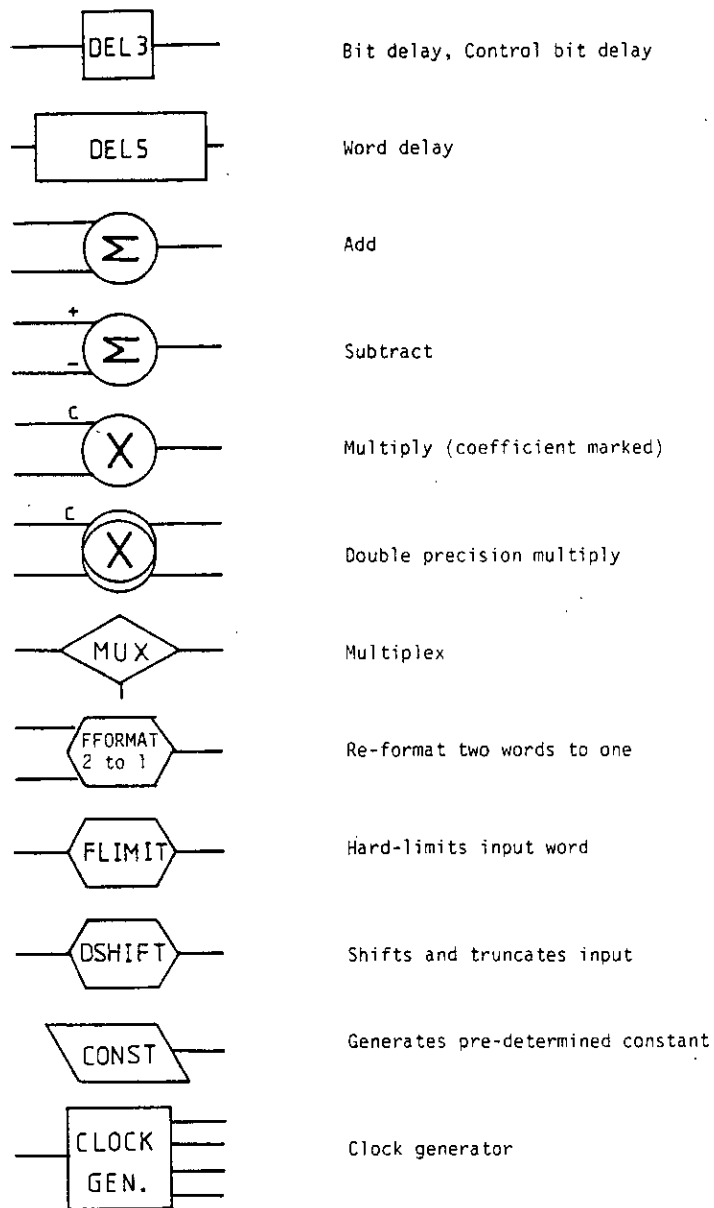 DEL3 Bit delay, Control bit delay
DEL5 Word delay
Σ Add
+
- Σ Subtract
C
X Multiply (coefficient marked)
C
X Double precision multiply
MUX Multiplex
FFORMAT
2 to 1 Re-format two words to one
FLIMIT Hard-limits input word
DSHIFT Shifts and truncates input
CONST Generates pre-determined constant
CLOCK
GEN. Clock generator